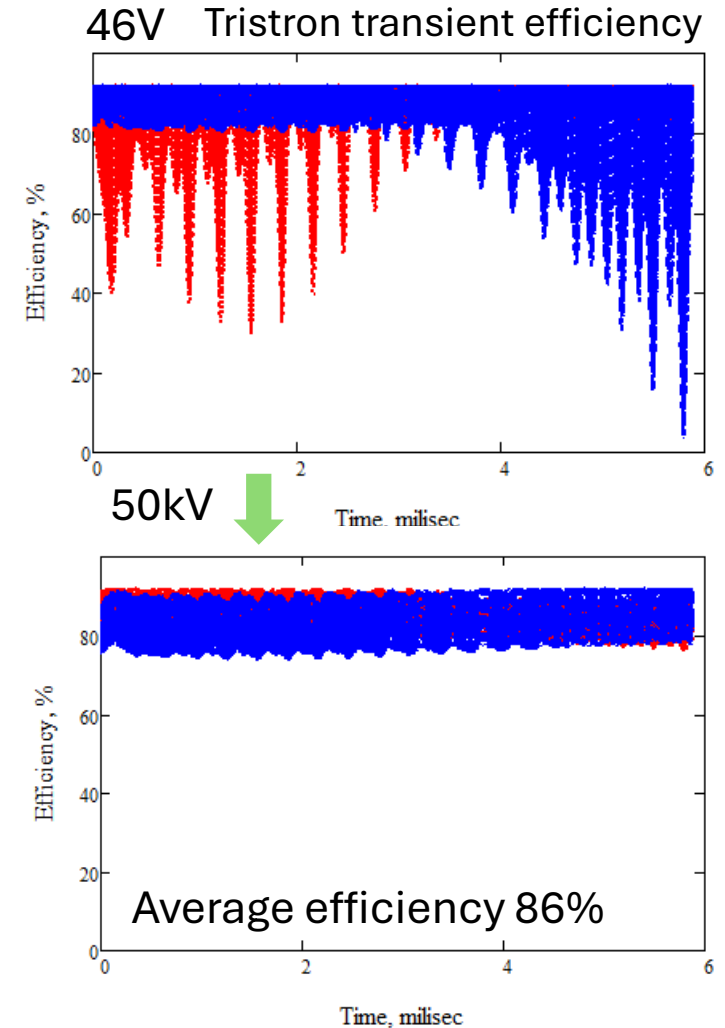 46V Tristron transient efficiency
80
60
40
20
0
Efficiency, %
0 2 4 6
50kV
Time, milisec
80
60
40
20
0
Efficiency, %
Average efficiency 86%
0 2 4 6
Time, milisec